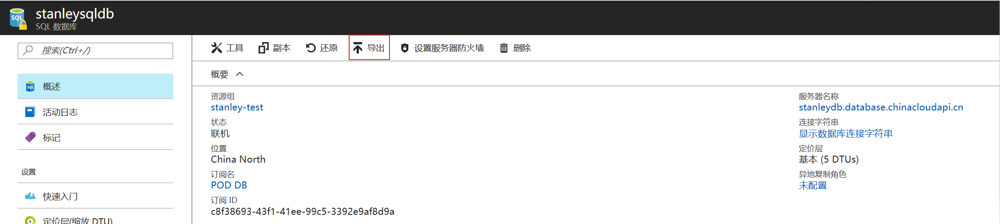 stanleysqldb
SQL 数据库
搜索(Ctrl+/)
工具 副本 还原 导出 设置服务器防火墙 删除
概述
活动日志
标记
设置
快速入门
定价层(缩放 DTU)
概要
资源组
stanley-test
状态
联机
位置
China North
订阅名
POD DB
订阅 ID
c8f38693-43f1-41ee-99c5-3392e9af8d9a
服务器名称
stanleydb.database.chinacloudapi.cn
连接字符串
显示数据库连接字符串
定价层
基本 (5 DTUs)
异地复制角色
未配置